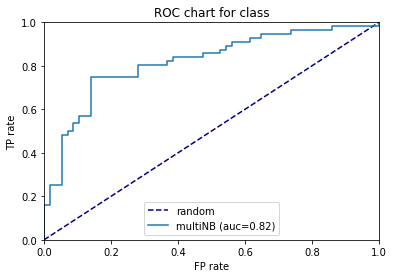 ROC chart for class
TP rate
1.0
0.8
0.6
0.4
0.2
0.0
random
multiNB (auc=0.82)
0.0 0.2 0.4 0.6 0.8 1.0
FP rate